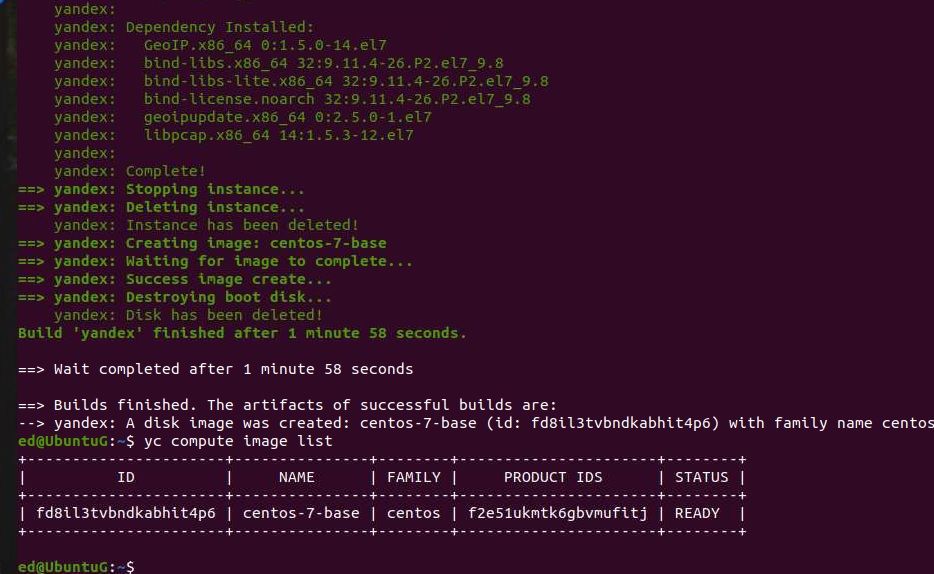 yandex:
yandex: Dependency Installed:
yandex:   GeoIP.x86_64 0:1.5.0-14.el7
yandex:   bind-libs.x86_64 32:9.11.4-26.P2.el7_9.8
yandex:   bind-libs-lite.x86_64 32:9.11.4-26.P2.el7_9.8
yandex:   bind-license.noarch 32:9.11.4-26.P2.el7_9.8
yandex:   geoipupdate.x86_64 0:2.5.0-1.el7
yandex:   libpcap.x86_64 14:1.5.3-12.el7
yandex:
yandex: Complete!
==> yandex: Stopping instance...
==> yandex: Deleting instance...
yandex: Instance has been deleted!
==> yandex: Creating image: centos-7-base
==> yandex: Waiting for image to complete...
==> yandex: Success image create...
==> yandex: Destroying boot disk...
yandex: Disk has been deleted!
Build 'yandex' finished after 1 minute 58 seconds.
==> Wait completed after 1 minute 58 seconds
==> Builds finished. The artifacts of successful builds are:
--> yandex: A disk image was created: centos-7-base (id: fd8il3tvbndkabhit4p6) with family name centos
ed@UbuntuG:~$ yc compute image list
+----------------------+---------------+--------+----------------------+--------+
|          ID          |     NAME      | FAMILY |     PRODUCT IDS      | STATUS |
+----------------------+---------------+--------+----------------------+--------+
| fd8il3tvbndkabhit4p6 | centos-7-base | centos | f2e51ukmtk6gbvmufitj | READY  |
+----------------------+---------------+--------+----------------------+--------+
ed@UbuntuG:~$